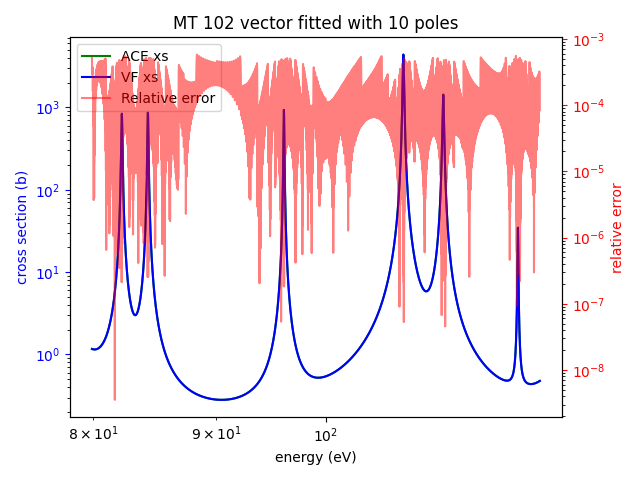 MT 102 vector fitted with 10 poles
ACE xs
VF xs
Relative error
cross section (b)
10³
10²
10¹
10⁰
relative error
10⁻³
10⁻⁴
10⁻⁵
10⁻⁶
10⁻⁷
10⁻⁸
8 × 10¹
9 × 10¹
10²
energy (eV)